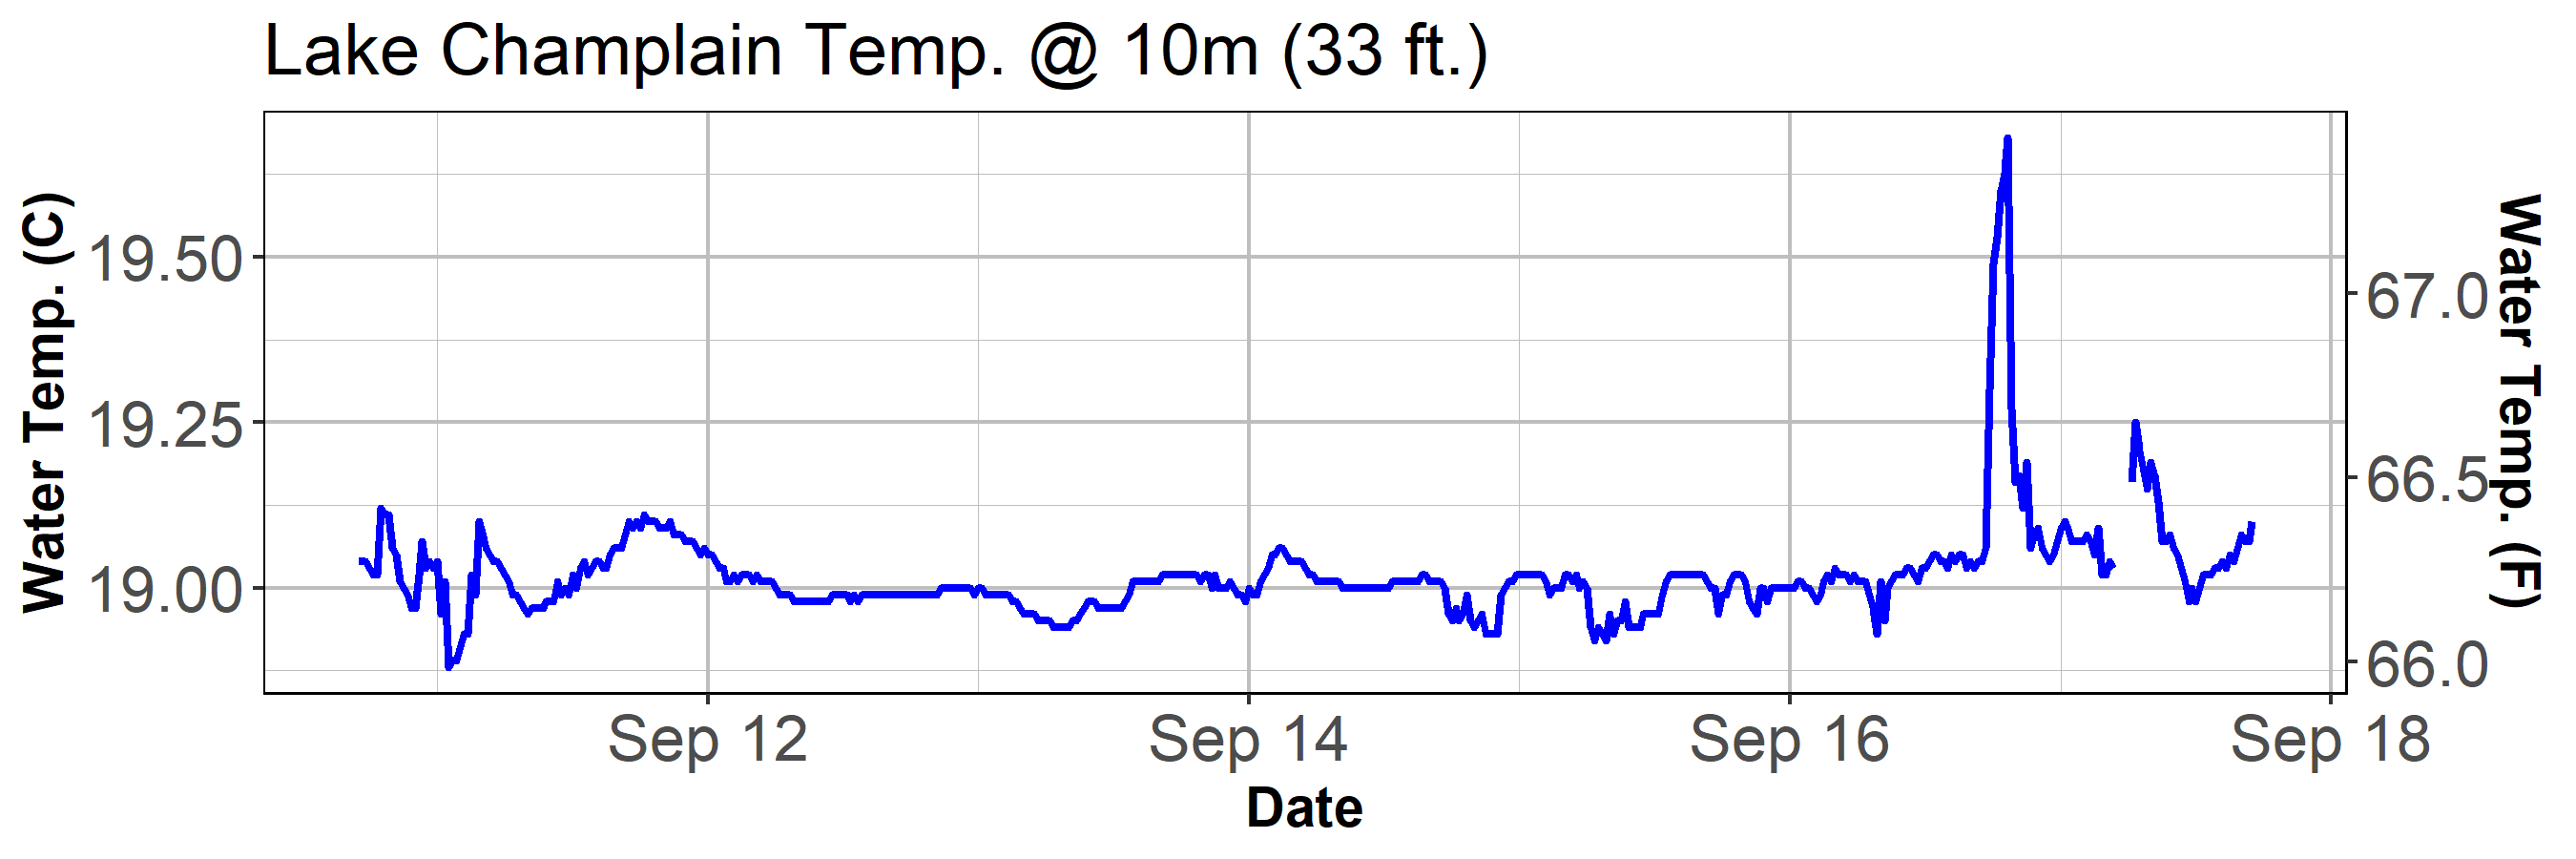 Lake Champlain Temp. @ 10m (33 ft.)
Water Temp. (C)
19.50
19.25
19.00
67.0
66.5
66.0
Water Temp. (F)
Sep 12 Sep 14 Sep 16 Sep 18
Date